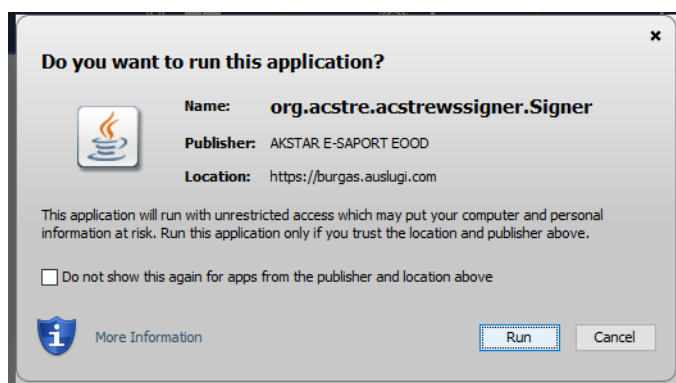 Do you want to run this application?
Name: org.acstre.acstrewssigner.Signer
Publisher: AKSTAR E-SAPORT EOOD
Location: https://burgas.auslugi.com
This application will run with unrestricted access which may put your computer and personal
information at risk. Run this application only if you trust the location and publisher above.
Do not show this again for apps from the publisher and location above
More Information
Run
Cancel